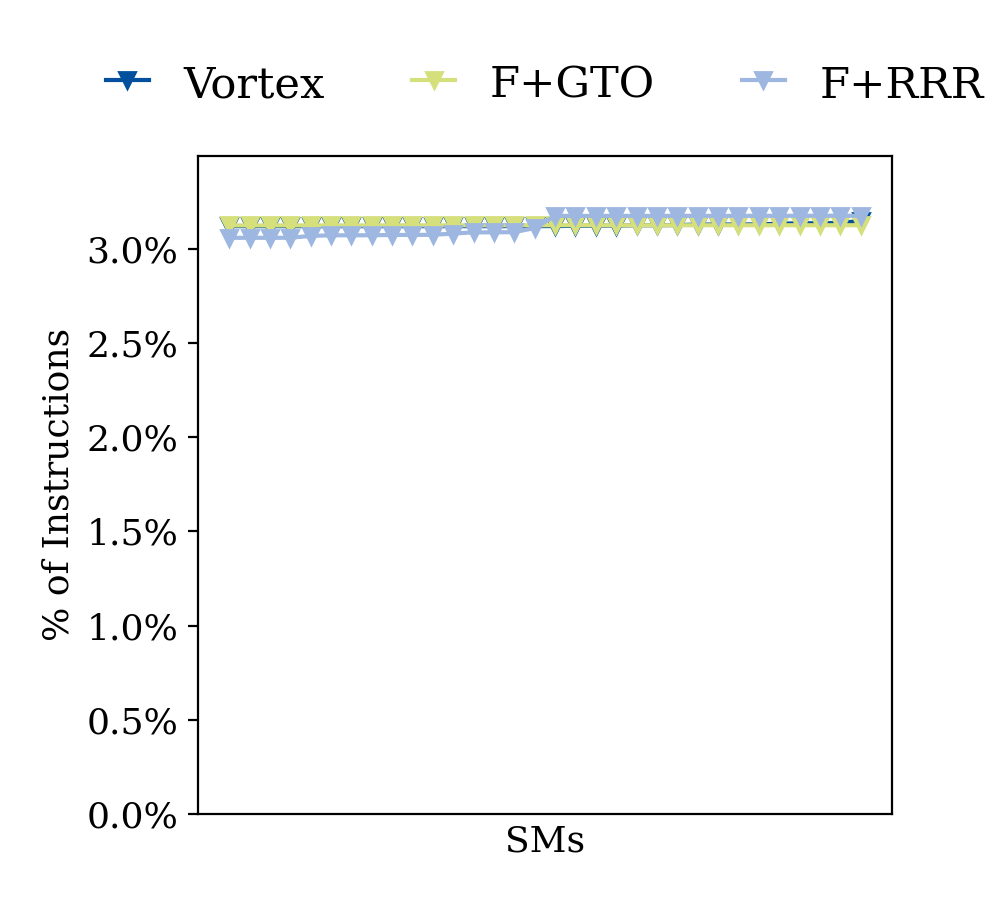 Vortex F+GTO F+RRR
% of Instructions
3.0%
2.5%
2.0%
1.5%
1.0%
0.5%
0.0%
SMs